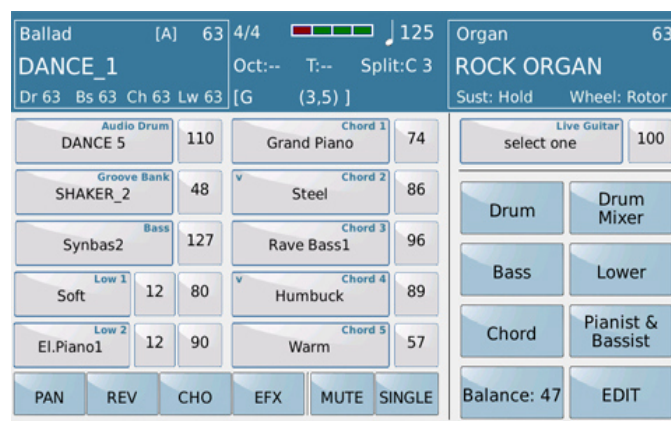 Ballad [A] 63
DANCE_1
Dr 63 Bs 63 Ch 63 Lw 63
4/4 125
Oct:-- T:-- Split:C 3
[G (3,5) ]
Organ 63
ROCK ORGAN
Sust: Hold Wheel: Rotor
Audio Drum
DANCE 5 110
Chord 1
Grand Piano 74
Live Guitar
select one 100
Groove Bank
SHAKER_2 48
v Chord 2
Steel 86
Bass
Synbas2 127
Chord 3
Rave Bass1 96
Low 1
Soft 12 80
v Chord 4
Humbuck 89
Low 2
El.Piano1 12 90
Chord 5
Warm 57
Drum
Drum
Mixer
Bass
Lower
Chord
Pianist &
Bassist
PAN REV CHO EFX MUTE SINGLE
Balance: 47 EDIT